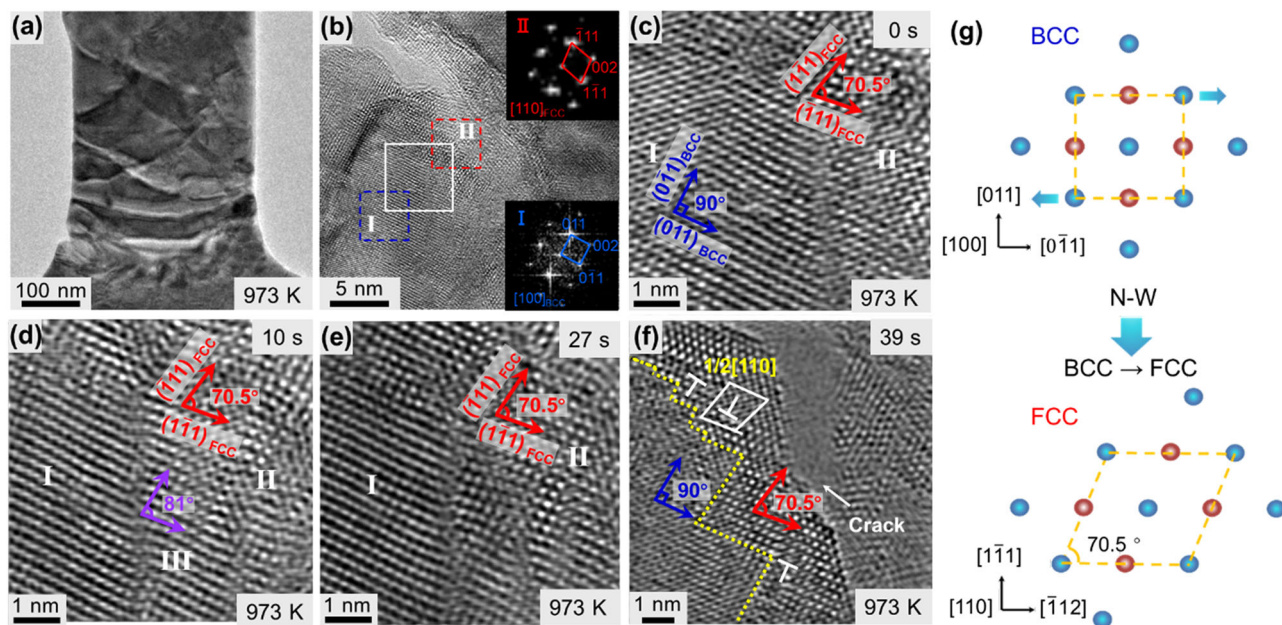 (a)
100 nm
973 K
(b)
II
1̄11
002
11̄1
[110]FCC
II
I
I
011
002
01̄1
[100]BCC
5 nm
(c)
0 s
(111)FCC
70.5°
(1̄11)FCC
I
(01̄1)BCC
90°
(011)BCC
II
1 nm
973 K
(d)
10 s
(111)FCC
70.5°
(11̄1)FCC
I
II
81°
III
1 nm
973 K
(e)
27 s
(111)FCC
70.5°
(11̄1)FCC
I
II
1 nm
973 K
(f)
39 s
1/2[110]
90°
70.5°
Crack
1 nm
973 K
(g)
BCC
[011]
[100]
[01̄1]
N-W
BCC → FCC
FCC
70.5 °
[11̄1]
[110]
[1̄12]